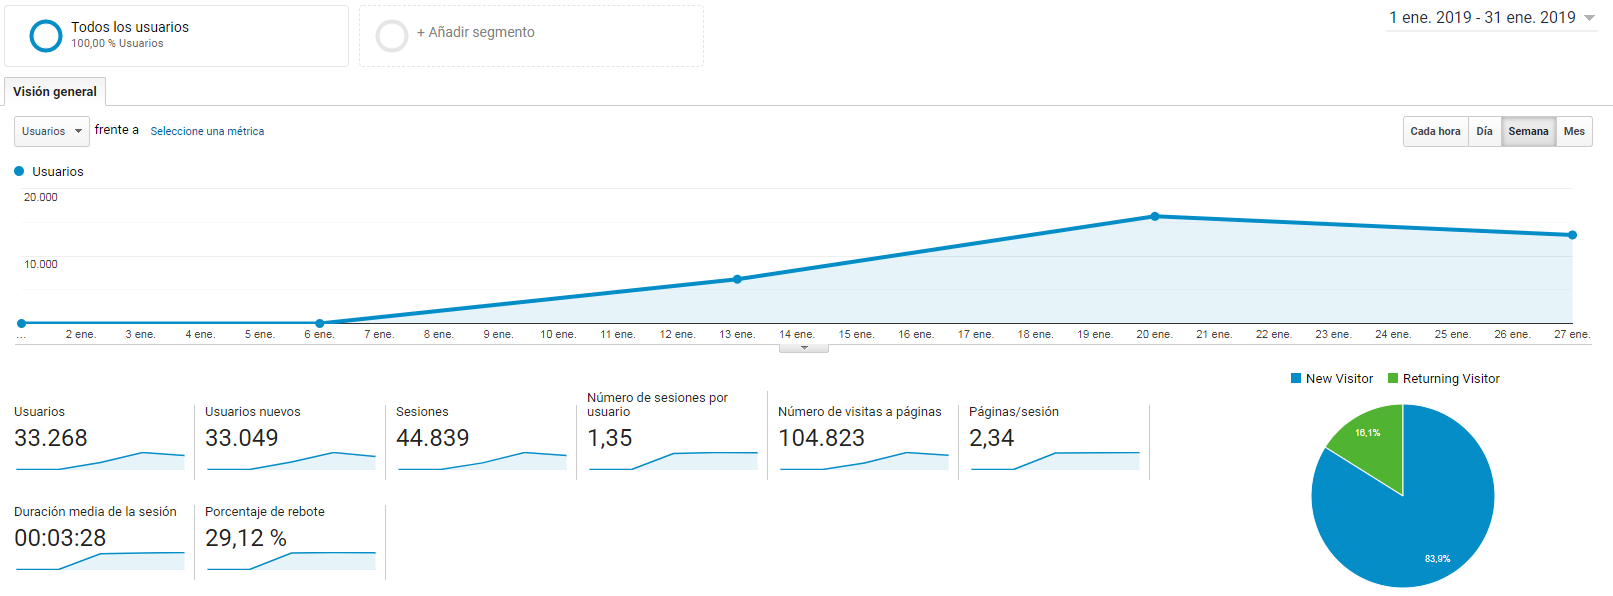 Todos los usuarios
100,00 % Usuarios
+ Añadir segmento
1 ene. 2019 - 31 ene. 2019
Visión general
Usuarios
frente a
Seleccione una métrica
Cada hora
Día
Semana
Mes
Usuarios
20.000
10.000
...
2 ene.
3 ene.
4 ene.
5 ene.
6 ene.
7 ene.
8 ene.
9 ene.
10 ene.
11 ene.
12 ene.
13 ene.
14 ene.
15 ene.
16 ene.
17 ene.
18 ene.
19 ene.
20 ene.
21 ene.
22 ene.
23 ene.
24 ene.
25 ene.
26 ene.
27 ene.
Usuarios
33.268
Usuarios nuevos
33.049
Sesiones
44.839
Número de sesiones por
usuario
1,35
Número de visitas a páginas
104.823
Páginas/sesión
2,34
Duración media de la sesión
00:03:28
Porcentaje de rebote
29,12 %
New Visitor
Returning Visitor
16,1%
83,9%